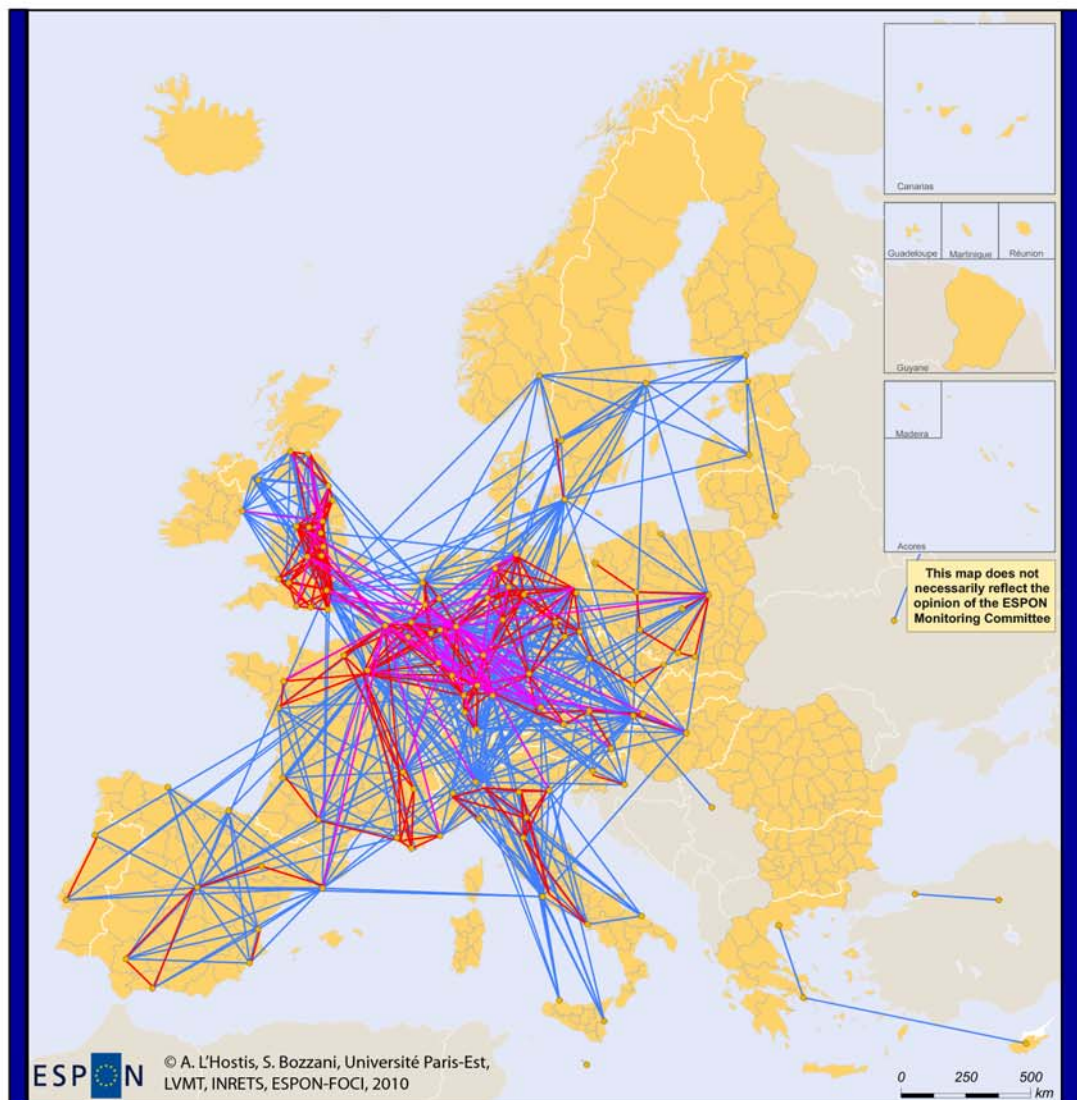 Canarias
Guadeloupe
Martinique
Réunion
Guyane
Madeira
Acores
This map does not
necessarily reflect the
opinion of the ESPON
Monitoring Committee
ESPON
© A. L'Hostis, S. Bozzani, Université Paris-Est,
LVMT, INRETS, ESPON-FOCI, 2010
0 250 500
km